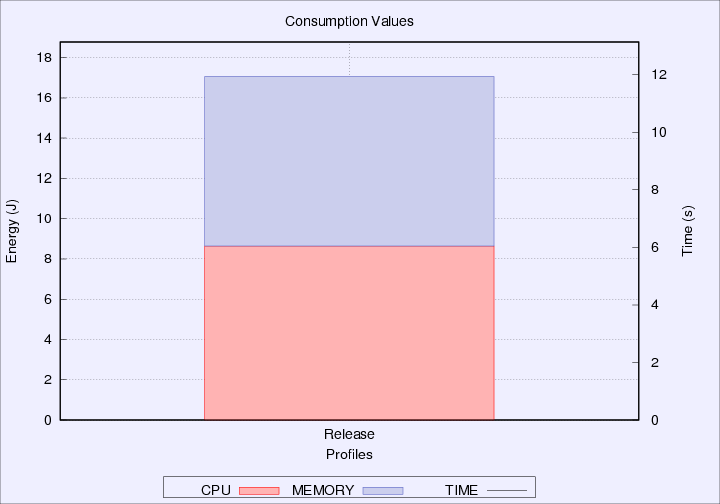 Consumption Values
18
16
14
12
10
8
6
4
2
0
Energy (J)
12
10
8
6
4
2
0
Time (s)
Release
Profiles
CPU MEMORY TIME